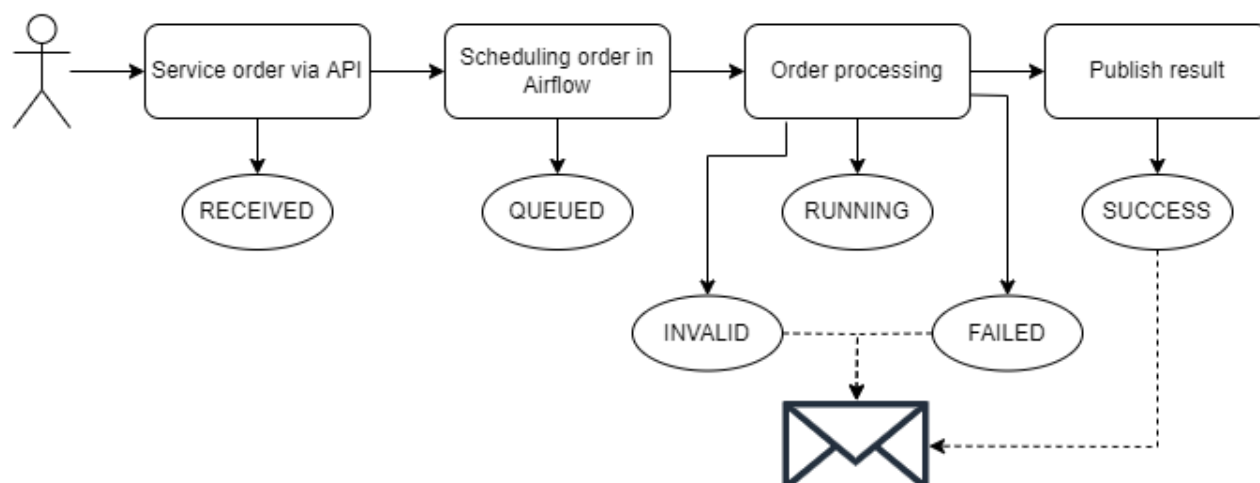 Service order via API
Scheduling order in
Airflow
Order processing
Publish result
RECEIVED
QUEUED
RUNNING
SUCCESS
INVALID
FAILED